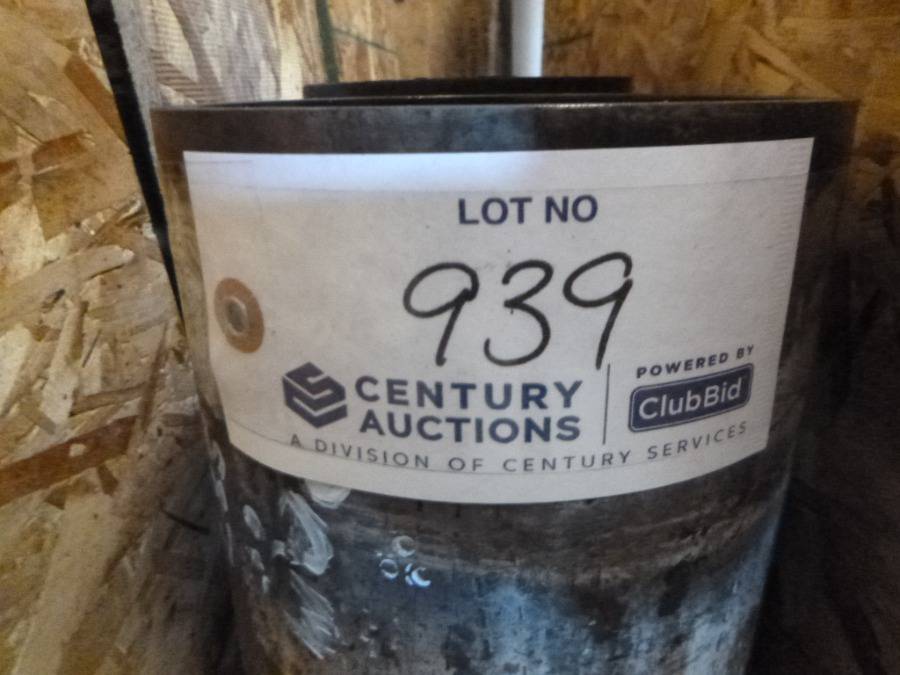 LOT NO
939
CENTURY
AUCTIONS
A DIVISION OF CENTURY SERVICES
POWERED BY
ClubBid